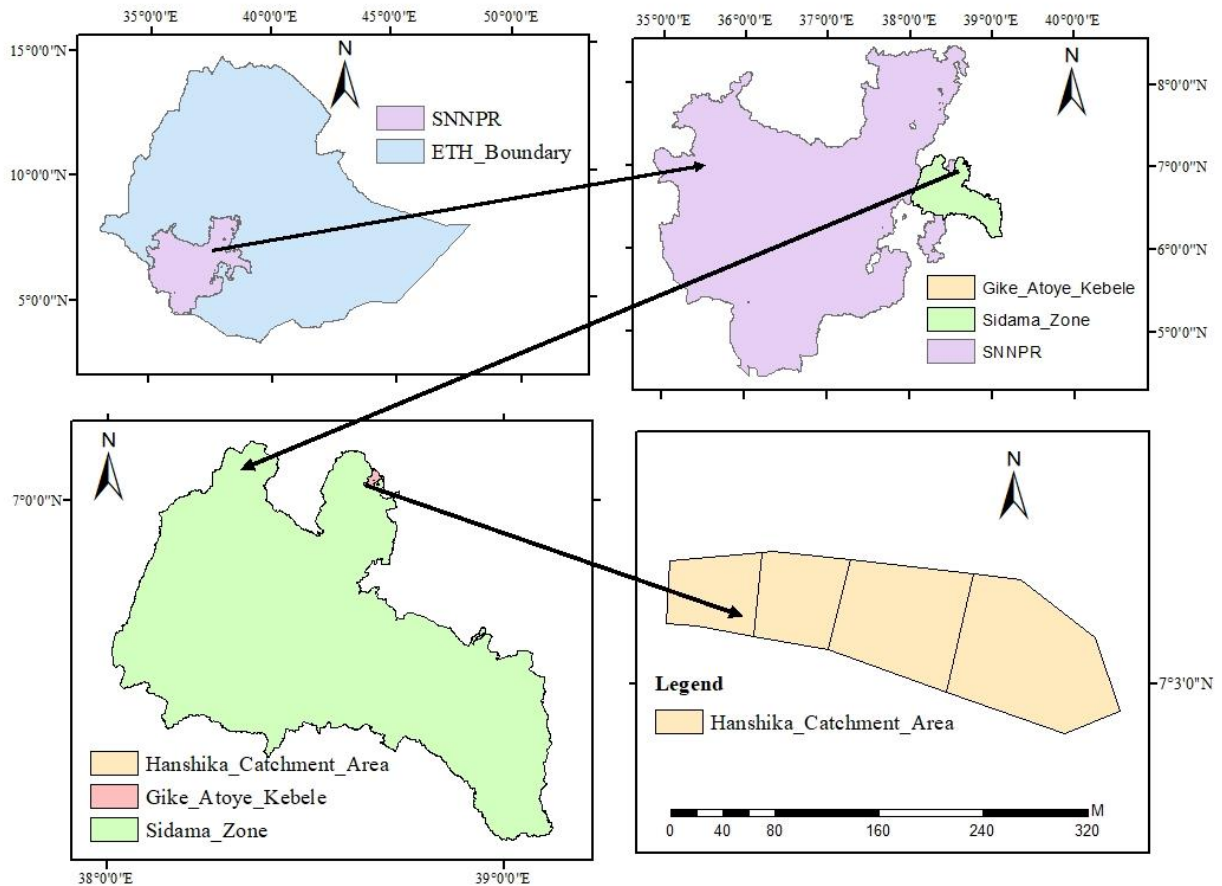 35°0'0"E 40°0'0"E 45°0'0"E 50°0'0"E
15°0'0"N
10°0'0"N
5°0'0"N
N
SNNPR
ETH_Boundary
35°0'0"E 36°0'0"E 37°0'0"E 38°0'0"E 39°0'0"E 40°0'0"E
N
8°0'0"N
7°0'0"N
6°0'0"N
5°0'0"N
Gike_Atoye_Kebele
Sidama_Zone
SNNPR
N
7°0'0"N
Hanshika_Catchment_Area
Gike_Atoye_Kebele
Sidama_Zone
38°0'0"E 39°0'0"E
N
7°3'0"N
Legend
Hanshika_Catchment_Area
M
0 40 80 160 240 320